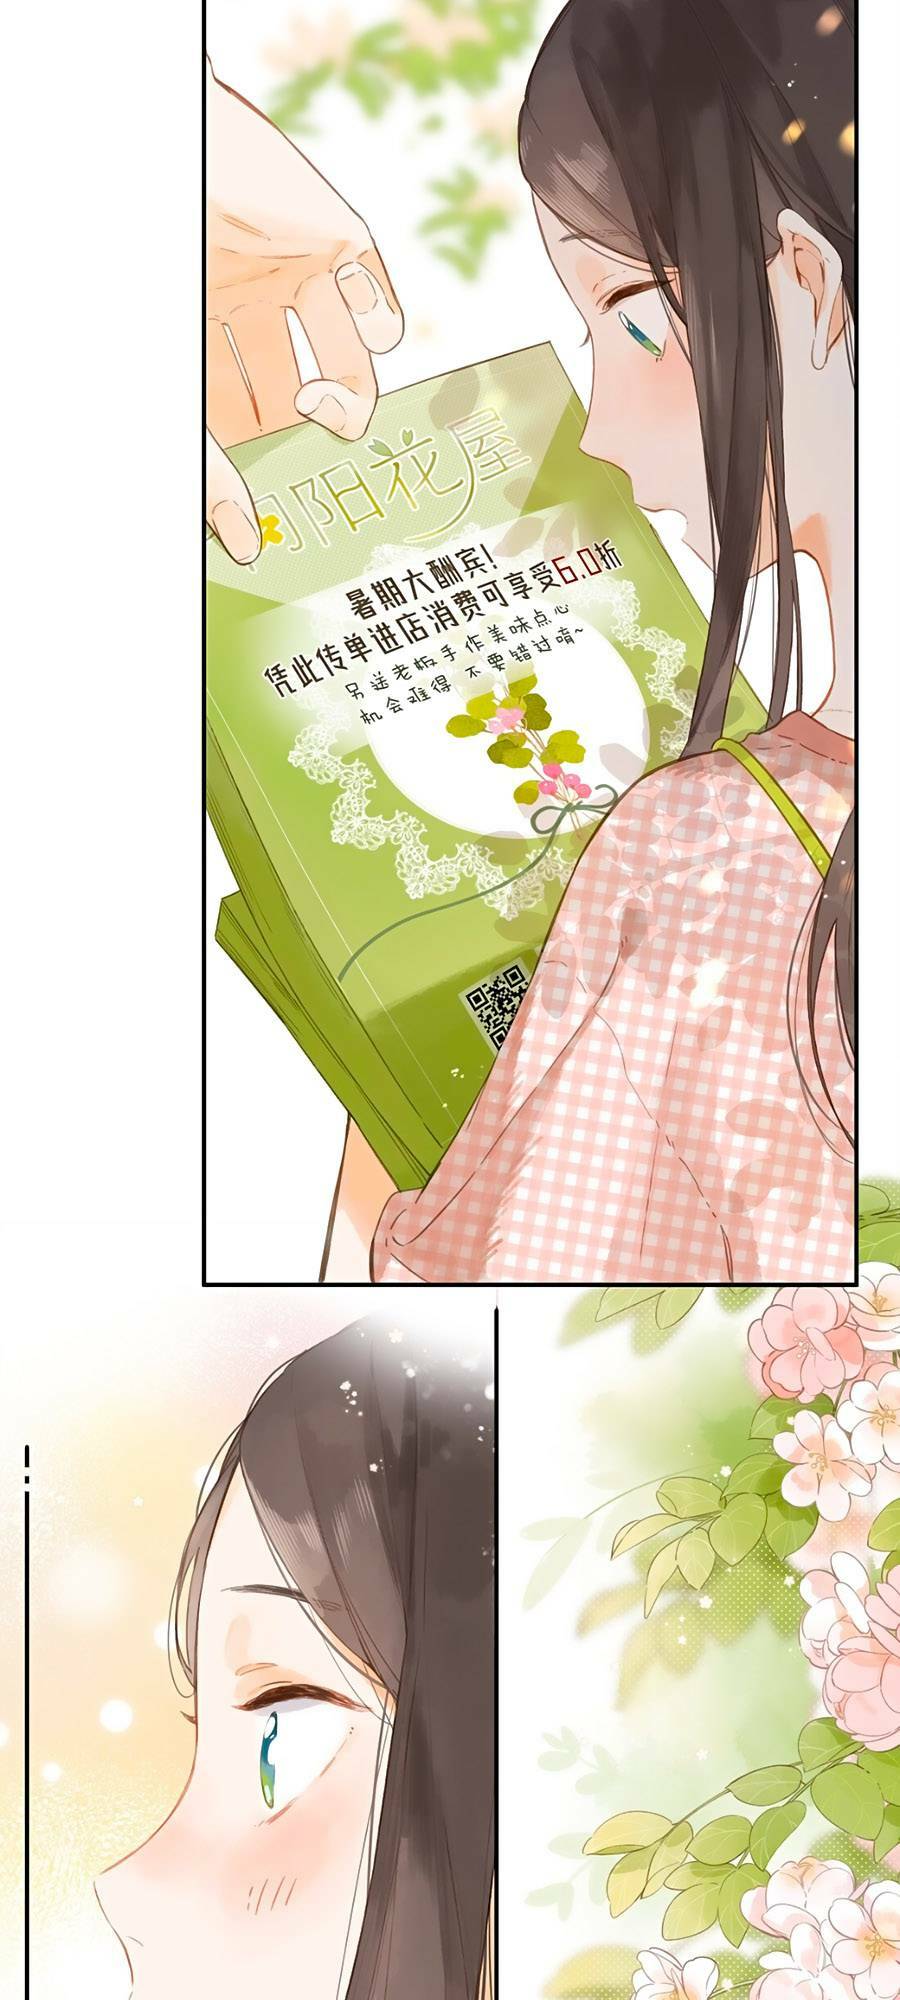 向阳花屋
暑期大酬宾!
凭此传单进店消费可享受6.0折
另送老板手作美味点心
机会难得 不要错过唷~